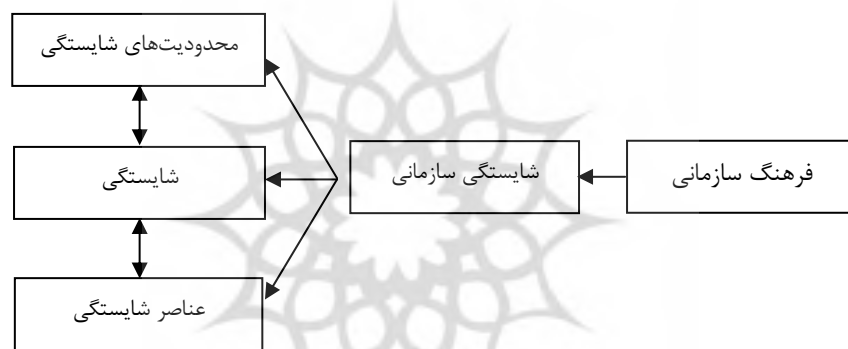 محدودیت‌های شایستگی
فرهنگ سازمانی
شایستگی سازمانی
شایستگی
عناصر شایستگی